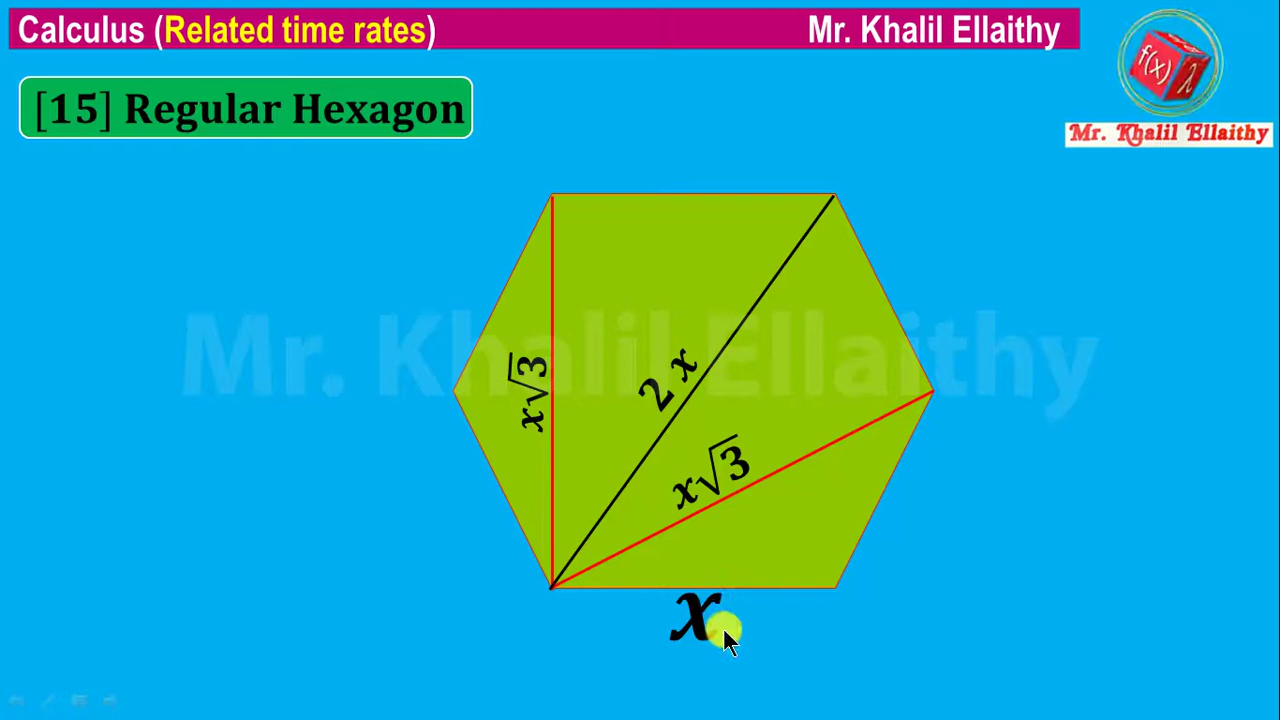 Calculus (Related time rates) Mr. Khalil Ellaithy
f(x) λ
Mr. Khalil Ellaithy
[15] Regular Hexagon
Mr. Khalil Ellaithy
x√3
2 x
x√3
x